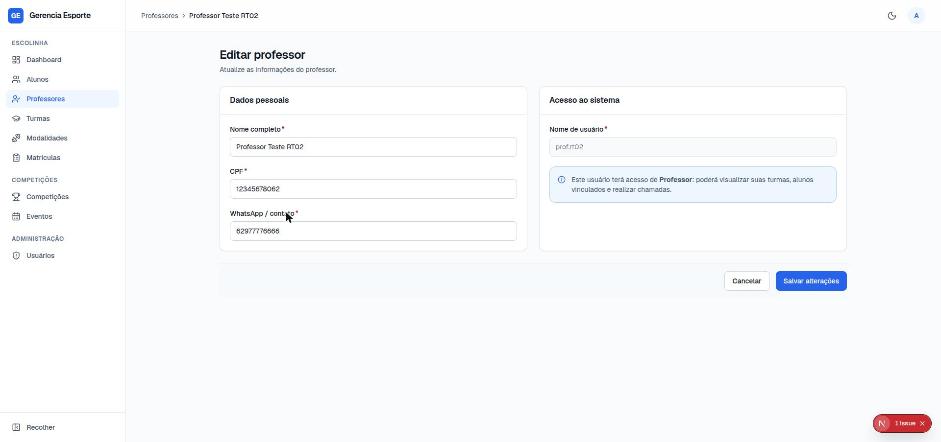 GE Gerencia Esporte
Professores > Professor Teste RT02
A
ESCOLINHA
Dashboard
Alunos
Professores
Turmas
Modalidades
Matrículas
COMPETIÇÕES
Competições
Eventos
ADMINISTRAÇÃO
Usuários
Recolher
Editar professor
Atualize as informações do professor.
Dados pessoais
Nome completo*
Professor Teste RT02
CPF*
12345678062
WhatsApp / contato*
62977776666
Acesso ao sistema
Nome de usuário*
prof.rt02
Este usuário terá acesso de Professor: poderá visualizar suas turmas, alunos
vinculados e realizar chamadas.
Cancelar
Salvar alterações
N 1 Issue ×